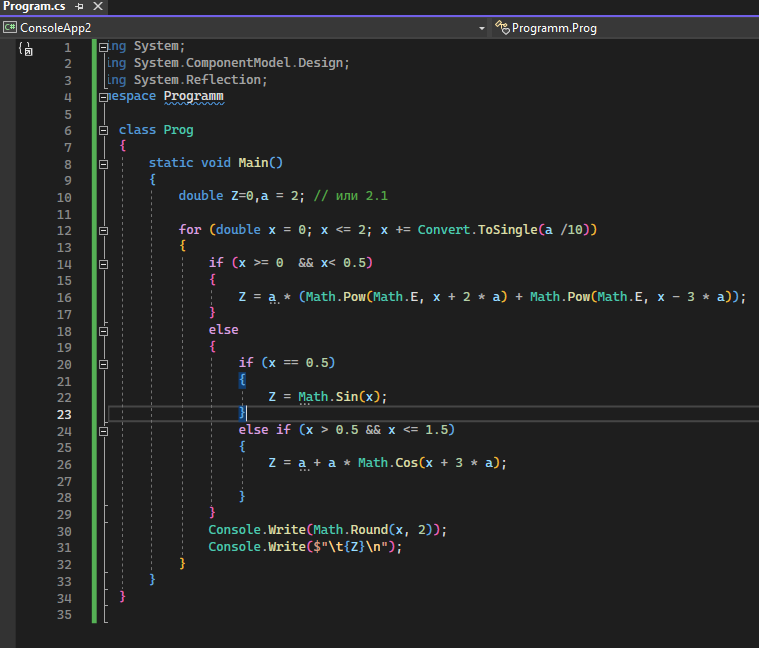 Program.cs
C# ConsoleApp2 Programm.Prog
1 ing System;
2 ing System.ComponentModel.Design;
3 ing System.Reflection;
4 mespace Programm
5
6 class Prog
7 {
8 static void Main()
9 {
10 double Z=0,a = 2; // или 2.1
11
12 for (double x = 0; x <= 2; x += Convert.ToSingle(a /10))
13 {
14 if (x >= 0  && x< 0.5)
15 {
16 Z = a * (Math.Pow(Math.E, x + 2 * a) + Math.Pow(Math.E, x - 3 * a));
17 }
18 else
19 {
20 if (x == 0.5)
21 {
22 Z = Math.Sin(x);
23 }
24 else if (x > 0.5 && x <= 1.5)
25 {
26 Z = a + a * Math.Cos(x + 3 * a);
27
28 }
29 }
30 Console.Write(Math.Round(x, 2));
31 Console.Write($"\t{Z}\n");
32 }
33 }
34 }
35